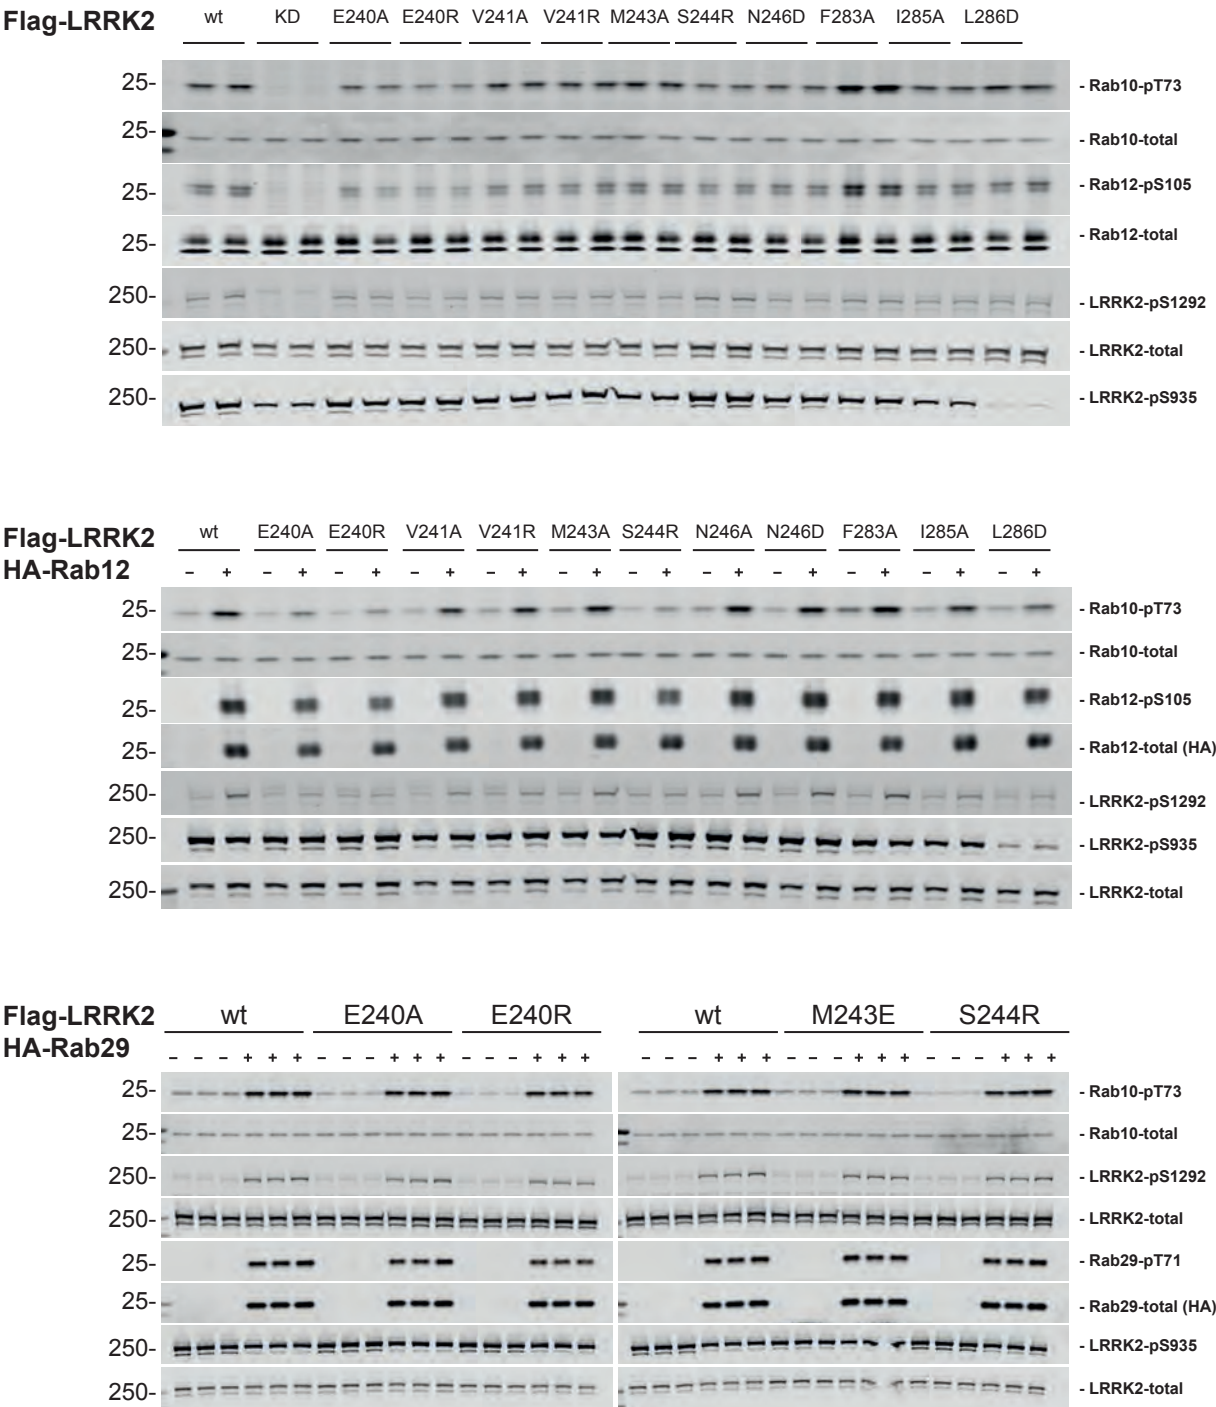 Flag-LRRK2 wt KD E240A E240R V241A V241R M243A S244R N246D F283A I285A L286D
25- - Rab10-pT73
25- - Rab10-total
25- - Rab12-pS105
25- - Rab12-total
250- - LRRK2-pS1292
250- - LRRK2-total
250- - LRRK2-pS935
Flag-LRRK2 wt E240A E240R V241A V241R M243A S244R N246A N246D F283A I285A L286D
HA-Rab12 - + - + - + - + - + - + - + - + - + - + - + - +
25- - Rab10-pT73
25- - Rab10-total
25- - Rab12-pS105
25- - Rab12-total (HA)
250- - LRRK2-pS1292
250- - LRRK2-pS935
250- - LRRK2-total
Flag-LRRK2 wt E240A E240R wt M243E S244R
HA-Rab29 - - - + + + - - - + + + - - - + + + - - - + + + - - - + + + - - - + + +
25- - Rab10-pT73
25- - Rab10-total
250- - LRRK2-pS1292
250- - LRRK2-total
25- - Rab29-pT71
25- - Rab29-total (HA)
250- - LRRK2-pS935
250- - LRRK2-total